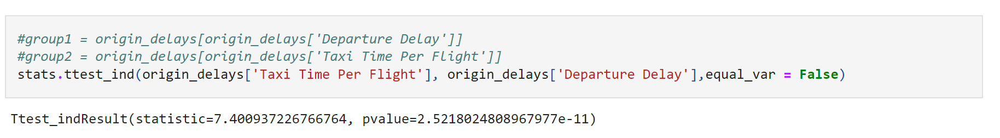 #group1 = origin_delays[origin_delays['Departure Delay']]
#group2 = origin_delays[origin_delays['Taxi Time Per Flight']]
stats.ttest_ind(origin_delays['Taxi Time Per Flight'], origin_delays['Departure Delay'],equal_var = False)
Ttest_indResult(statistic=7.400937226766764, pvalue=2.5218024808967977e-11)